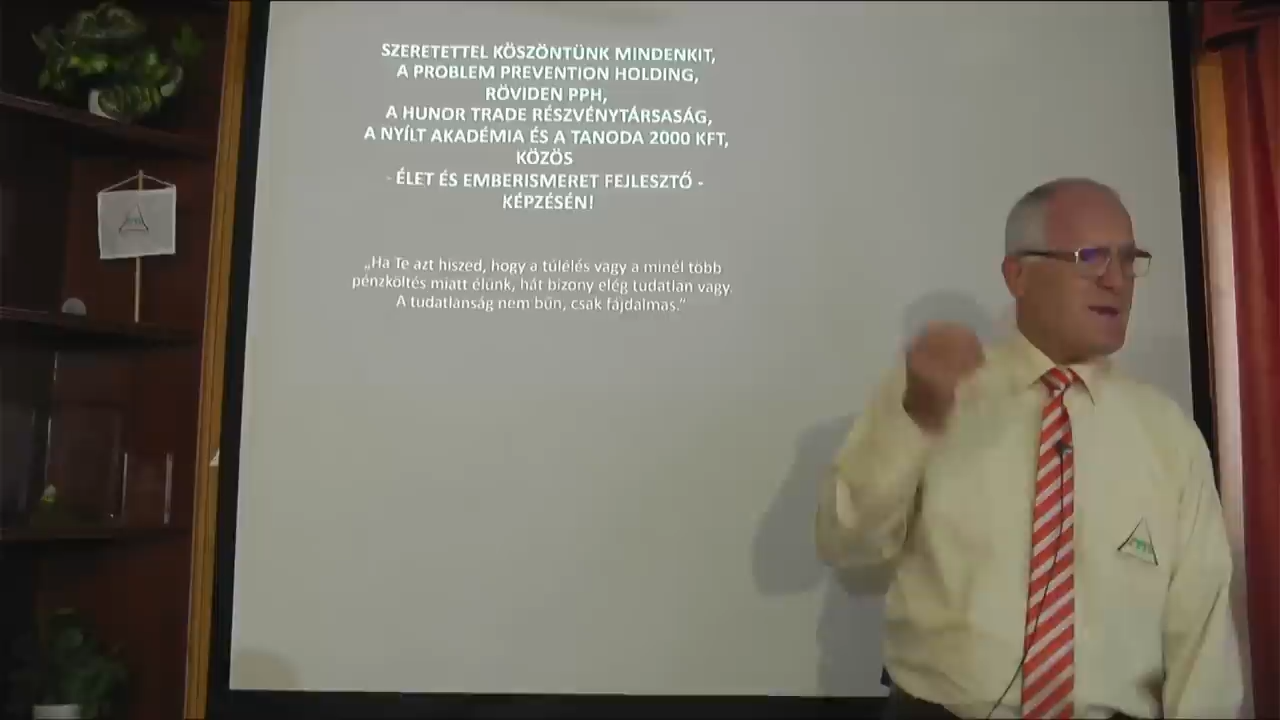 SZERETETTEL KÖSZÖNTÜNK MINDENKIT,
A PROBLEM PREVENTION HOLDING,
RÖVIDEN PPH,
A HUNOR TRADE RÉSZVÉNYTÁRSASÁG,
A NYÍLT AKADÉMIA ÉS A TANODA 2000 KFT,
KÖZÖS
- ÉLET ÉS EMBERISMERET FEJLESZTŐ -
KÉPZÉSÉN!
„Ha Te azt hiszed, hogy a túlélés vagy a minél több
pénzköltés miatt élünk, hát bizony elég tudatlan vagy.
A tudatlanság nem bűn, csak fájdalmas.”